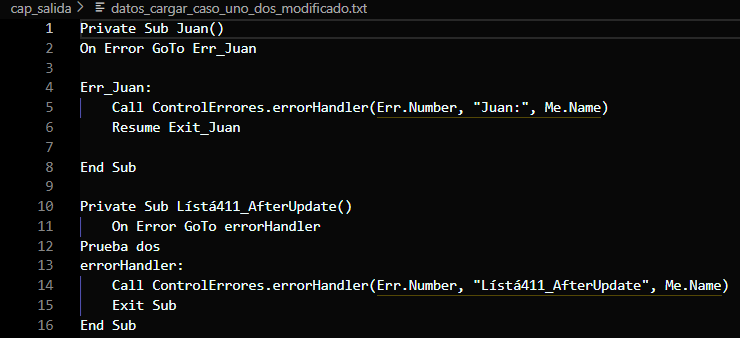 cap_salida > datos_cargar_caso_uno_dos_modificado.txt
1 Private Sub Juan()
2 On Error GoTo Err_Juan
3
4 Err_Juan:
5 Call ControlErrores.errorHandler(Err.Number, "Juan:", Me.Name)
6 Resume Exit_Juan
7
8 End Sub
9
10 Private Sub Lístá411_AfterUpdate()
11 On Error GoTo errorHandler
12 Prueba dos
13 errorHandler:
14 Call ControlErrores.errorHandler(Err.Number, "Lístá411_AfterUpdate", Me.Name)
15 Exit Sub
16 End Sub